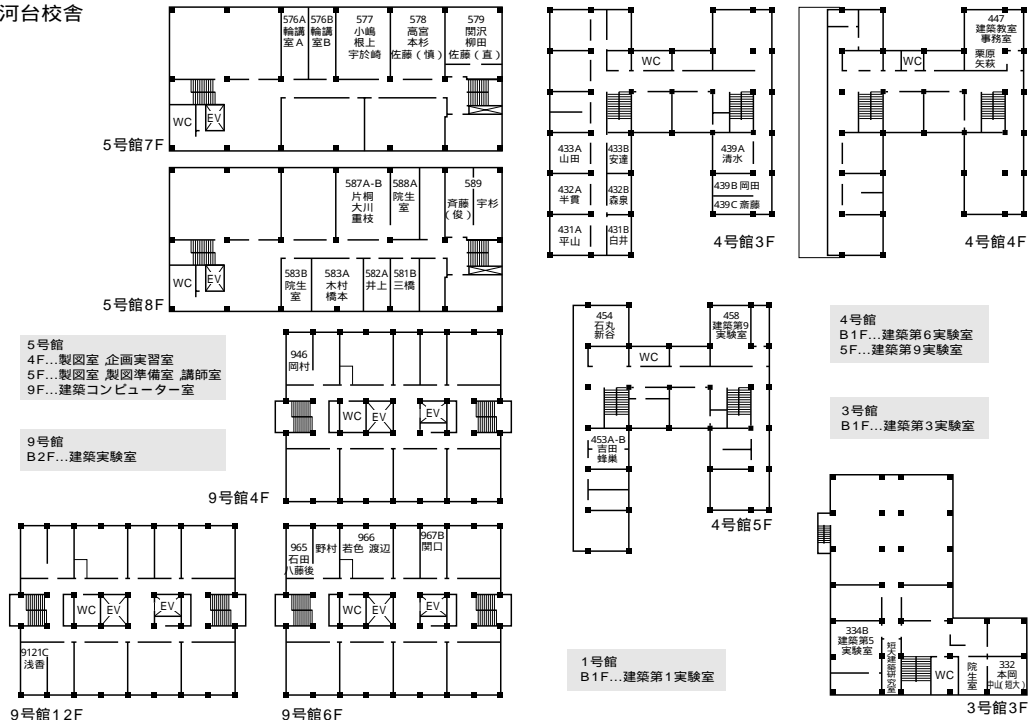 河台校舎
576A
輪講
室A
576B
輪講
室B
577
小嶋
根上
宇於崎
578
高宮
本杉
佐藤（慎）
579
関沢
柳田
佐藤（直）
WC
EV
5号館7F
587A-B
片桐
大川
重枝
588A
院生
室
589
斉藤
（俊）
宇杉
WC
EV
583B
院生
室
583A
木村
橋本
582A
井上
581B
三橋
5号館8F
WC
433A
山田
433B
安達
439A
清水
432A
半貫
432B
森泉
439B 岡田
439C 斎藤
431A
平山
431B
白井
4号館3F
447
建築教室
事務室
栗原
矢萩
WC
4号館4F
5号館
4F…製図室,企画実習室
5F…製図室,製図準備室,講師室
9F…建築コンピューター室
9号館
B2F…建築実験室
946
岡村
WC
EV
EV
9号館4F
454
石丸
新谷
458
建築第9
実験室
WC
453A-B
吉田
蜂巣
4号館5F
4号館
B1F…建築第6実験室
5F…建築第9実験室
3号館
B1F…建築第3実験室
WC
EV
EV
9121C
浅香
9号館12F
965
石田
八藤後
野村
966
若色 渡辺
967B
関口
WC
EV
EV
9号館6F
1号館
B1F…建築第1実験室
334B
建築第5
実験室
短大建築研究室
WC
院
生
室
332
本岡
中山(短大)
3号館3F